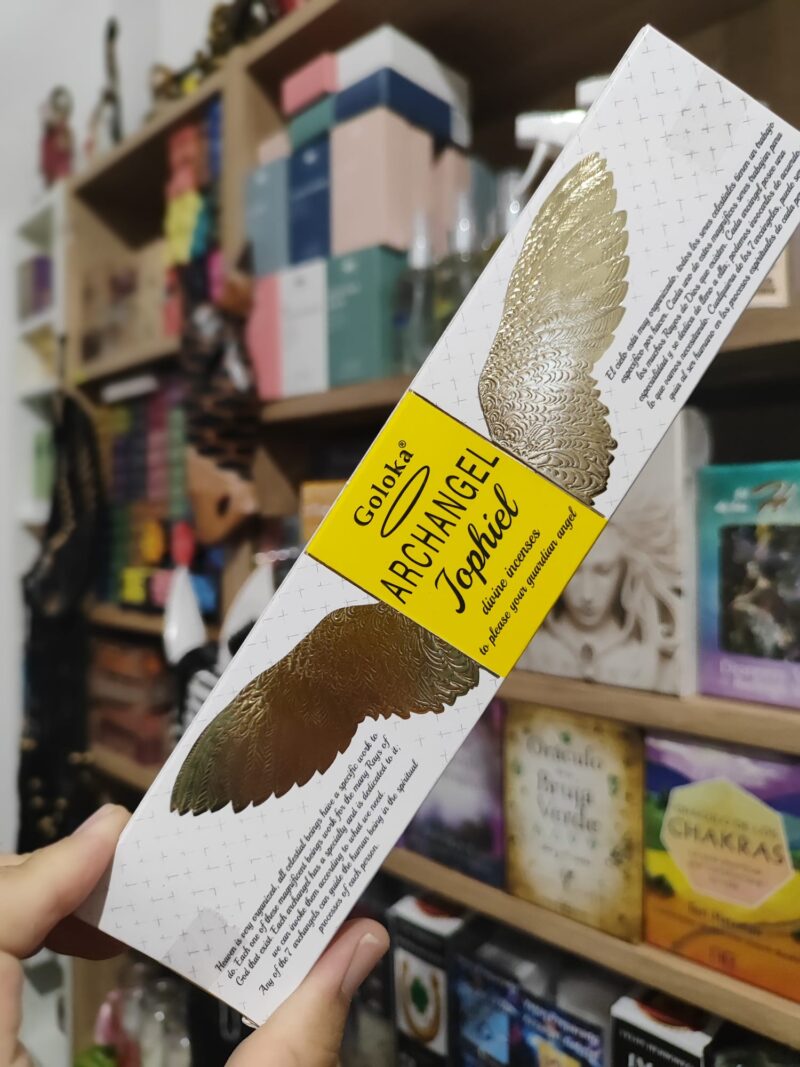 El cielo esta muy organizado, todos los seres celestiales tienen un trabajo
específico por hacer. Cada uno de estos magníficos seres trabajan para
los muchos Rayos de Dios que existen. Cada arcángel posee una
especialidad y se dedica de lleno a ella, podemos invocarlos de acuerdo
lo que vamos necesitando. Cualquiera de los 7 arcángeles, puede
guiar al ser humano en los procesos espirituales de cada
Goloka®
ARCHANGEL
Jophiel
divine incenses
to please your guardian angel
Heaven is very organized, all celestial beings have a specific work to
do. Each one of these magnificent beings work for the many Rays of
God that exist. Each archangel has a specialty and is dedicated to it,
we can invoke them according to what we need.
Any of the 7 archangels can guide the human being in the spiritual
processes of each person.
Oráculo
Bruja
Verde
CHAKRAS